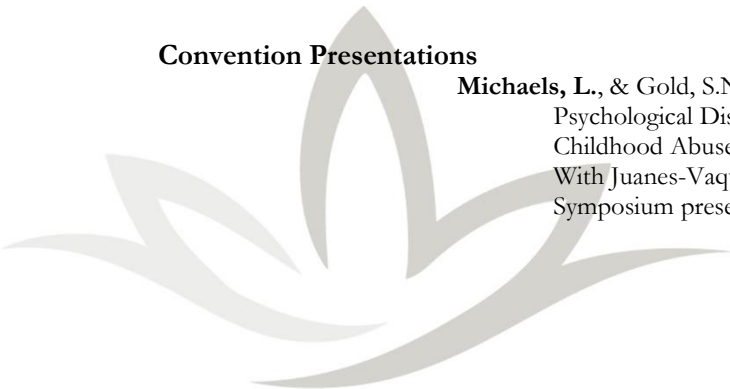 Convention Presentations
Michaels, L., & Gold, S.N
Psychological Dis
Childhood Abuse
With Juanes-Vaq
Symposium prese